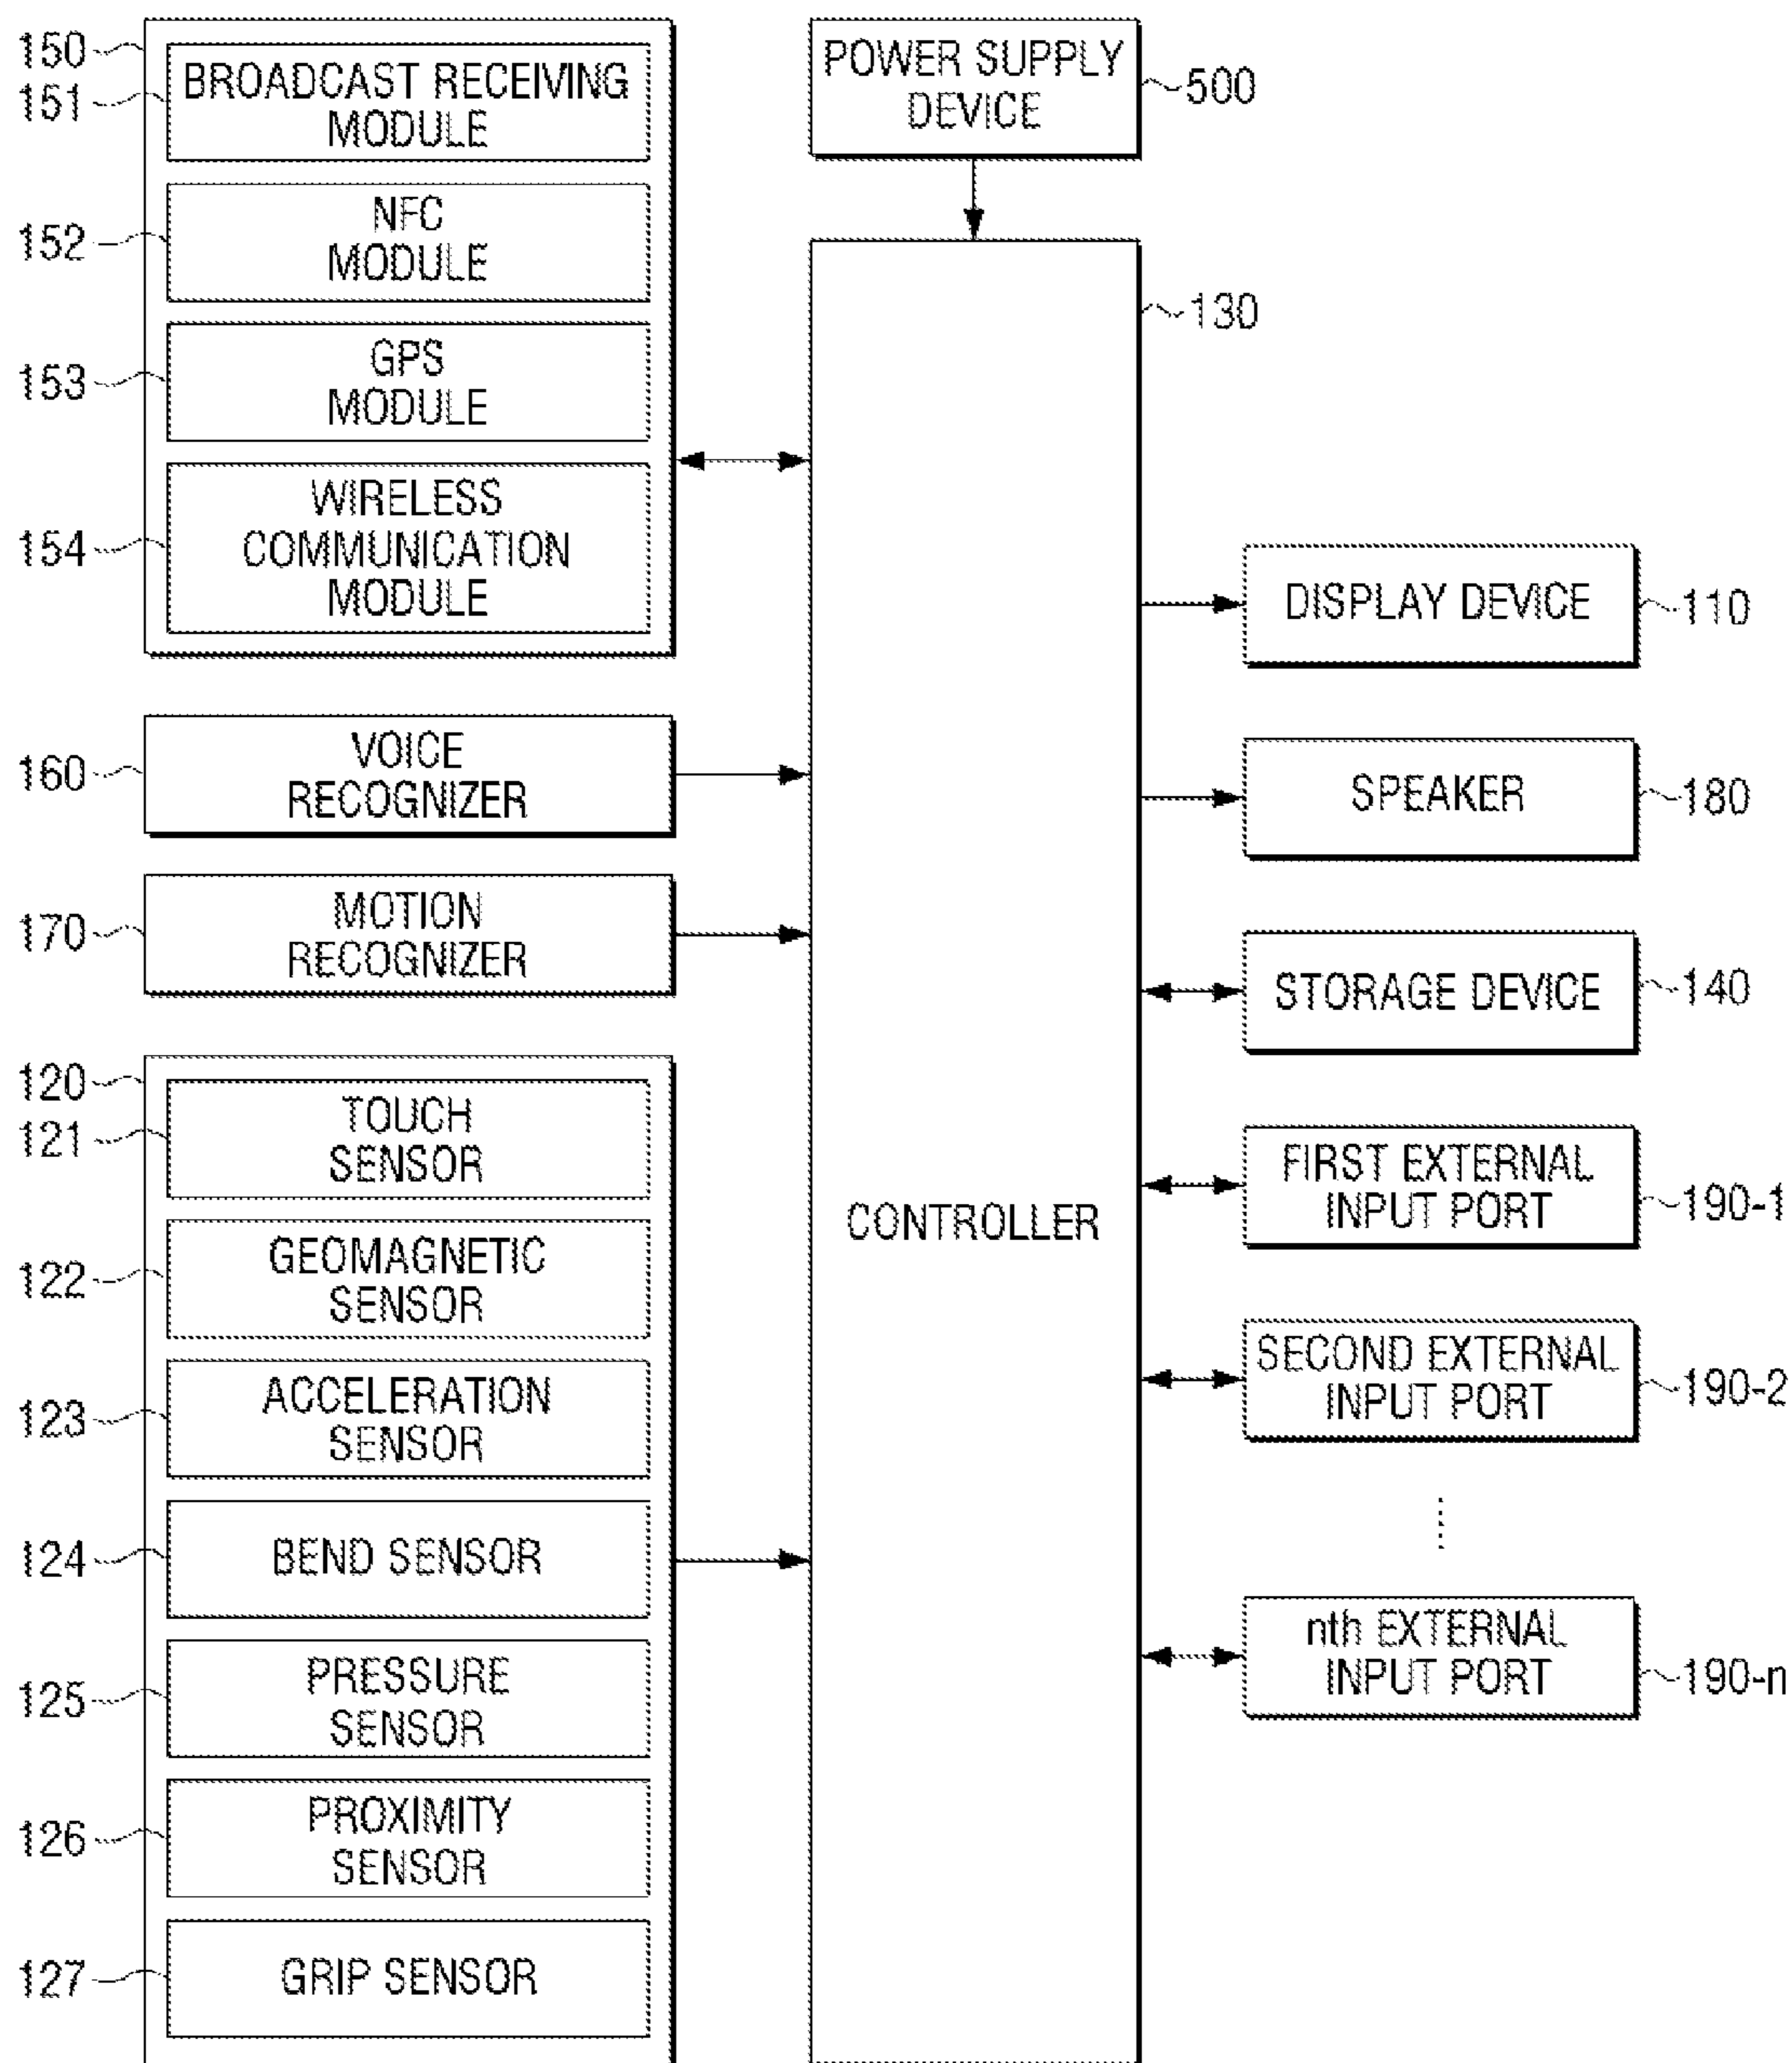 150
151
BROADCAST RECEIVING
MODULE
152
NFC
MODULE
153
GPS
MODULE
154
WIRELESS
COMMUNICATION
MODULE
160
VOICE
RECOGNIZER
170
MOTION
RECOGNIZER
120
121
TOUCH
SENSOR
122
GEOMAGNETIC
SENSOR
123
ACCELERATION
SENSOR
124
BEND SENSOR
125
PRESSURE
SENSOR
126
PROXIMITY
SENSOR
127
GRIP SENSOR
POWER SUPPLY
DEVICE
500
130
CONTROLLER
DISPLAY DEVICE
110
SPEAKER
180
STORAGE DEVICE
140
FIRST EXTERNAL
INPUT PORT
190-1
SECOND EXTERNAL
INPUT PORT
190-2
nth EXTERNAL
INPUT PORT
190-n